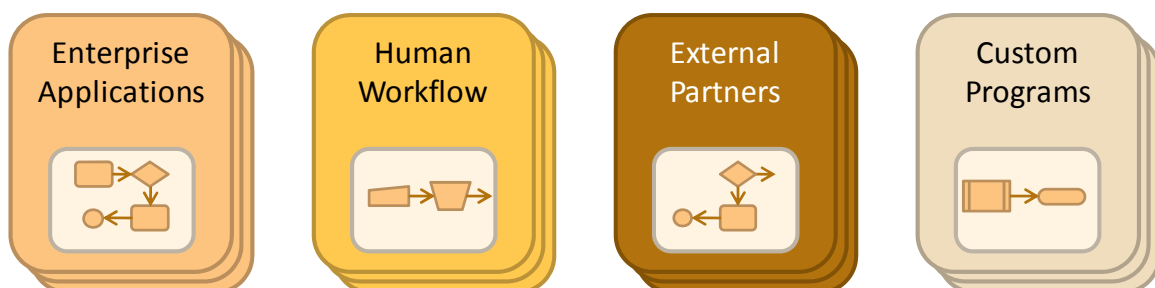 Enterprise
Applications
Human
Workflow
External
Partners
Custom
Programs